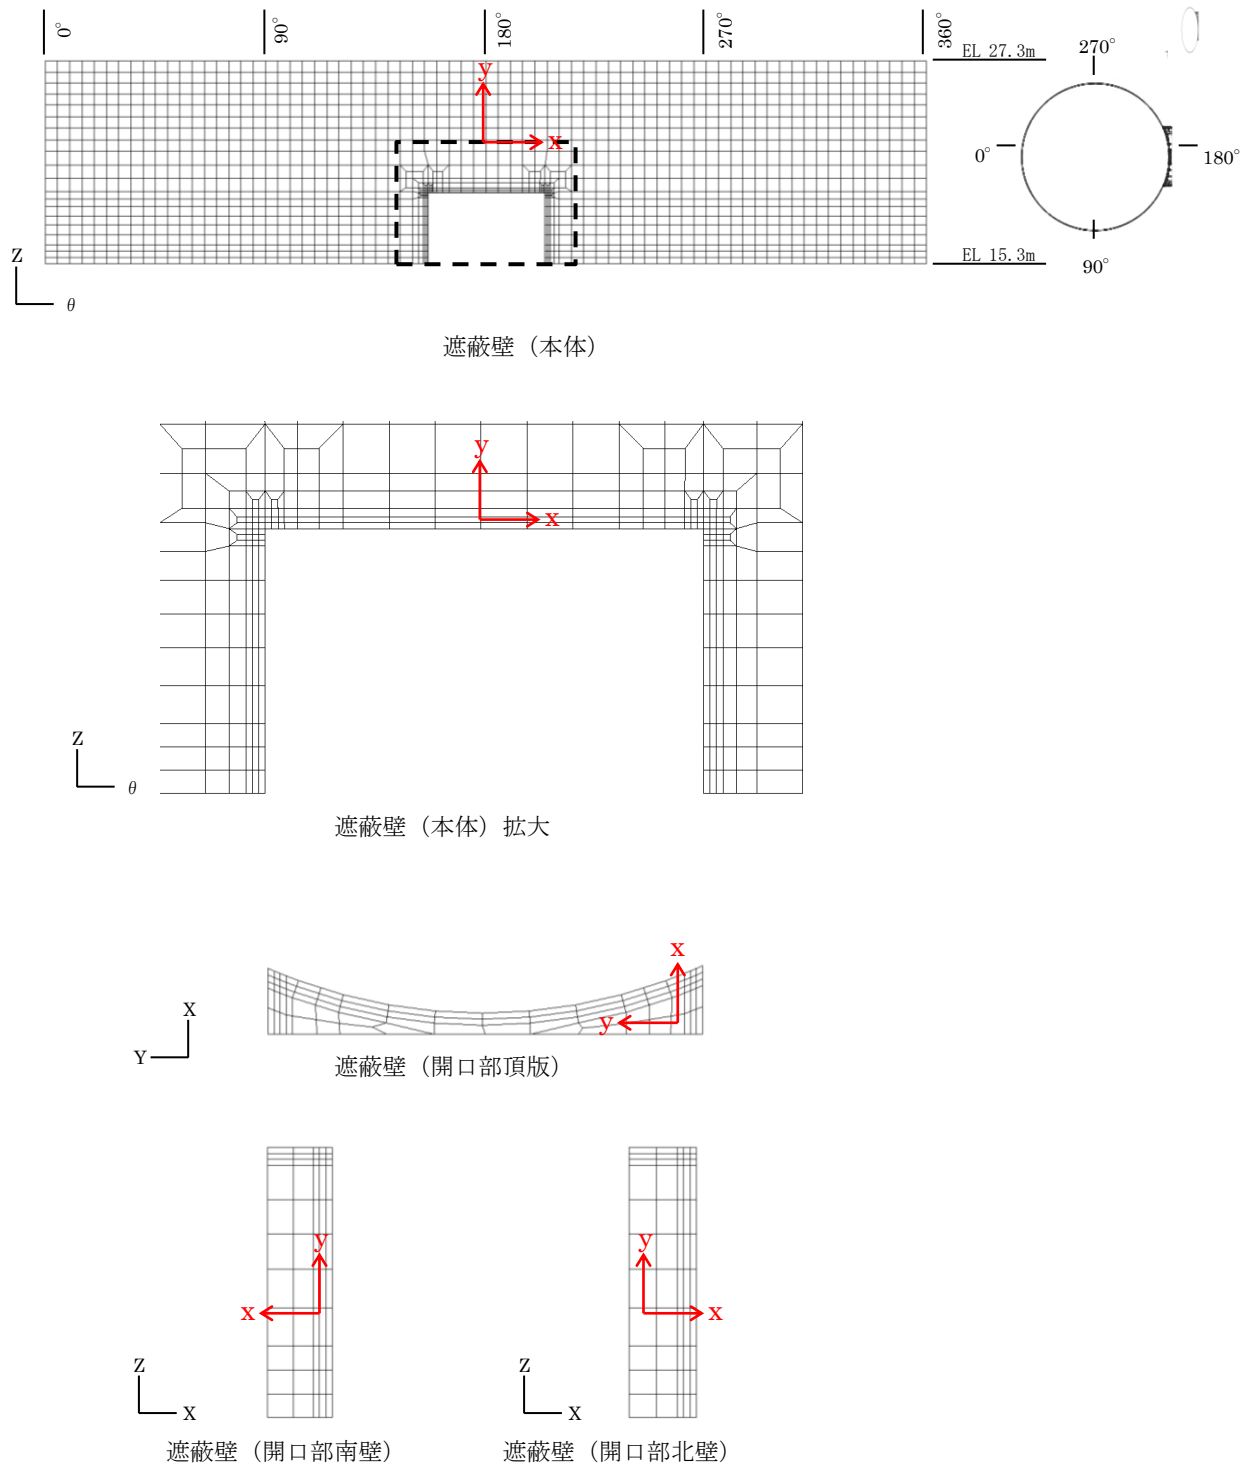 0°
90°
180°
270°
360°
EL 27.3m
270°
y
x
0°
180°
EL 15.3m
90°
Z
θ
遮蔽壁（本体）
y
x
Z
θ
遮蔽壁（本体）拡大
x
y
X
Y
遮蔽壁（開口部頂版）
y
x
y
x
Z
X
Z
X
遮蔽壁（開口部南壁）
遮蔽壁（開口部北壁）